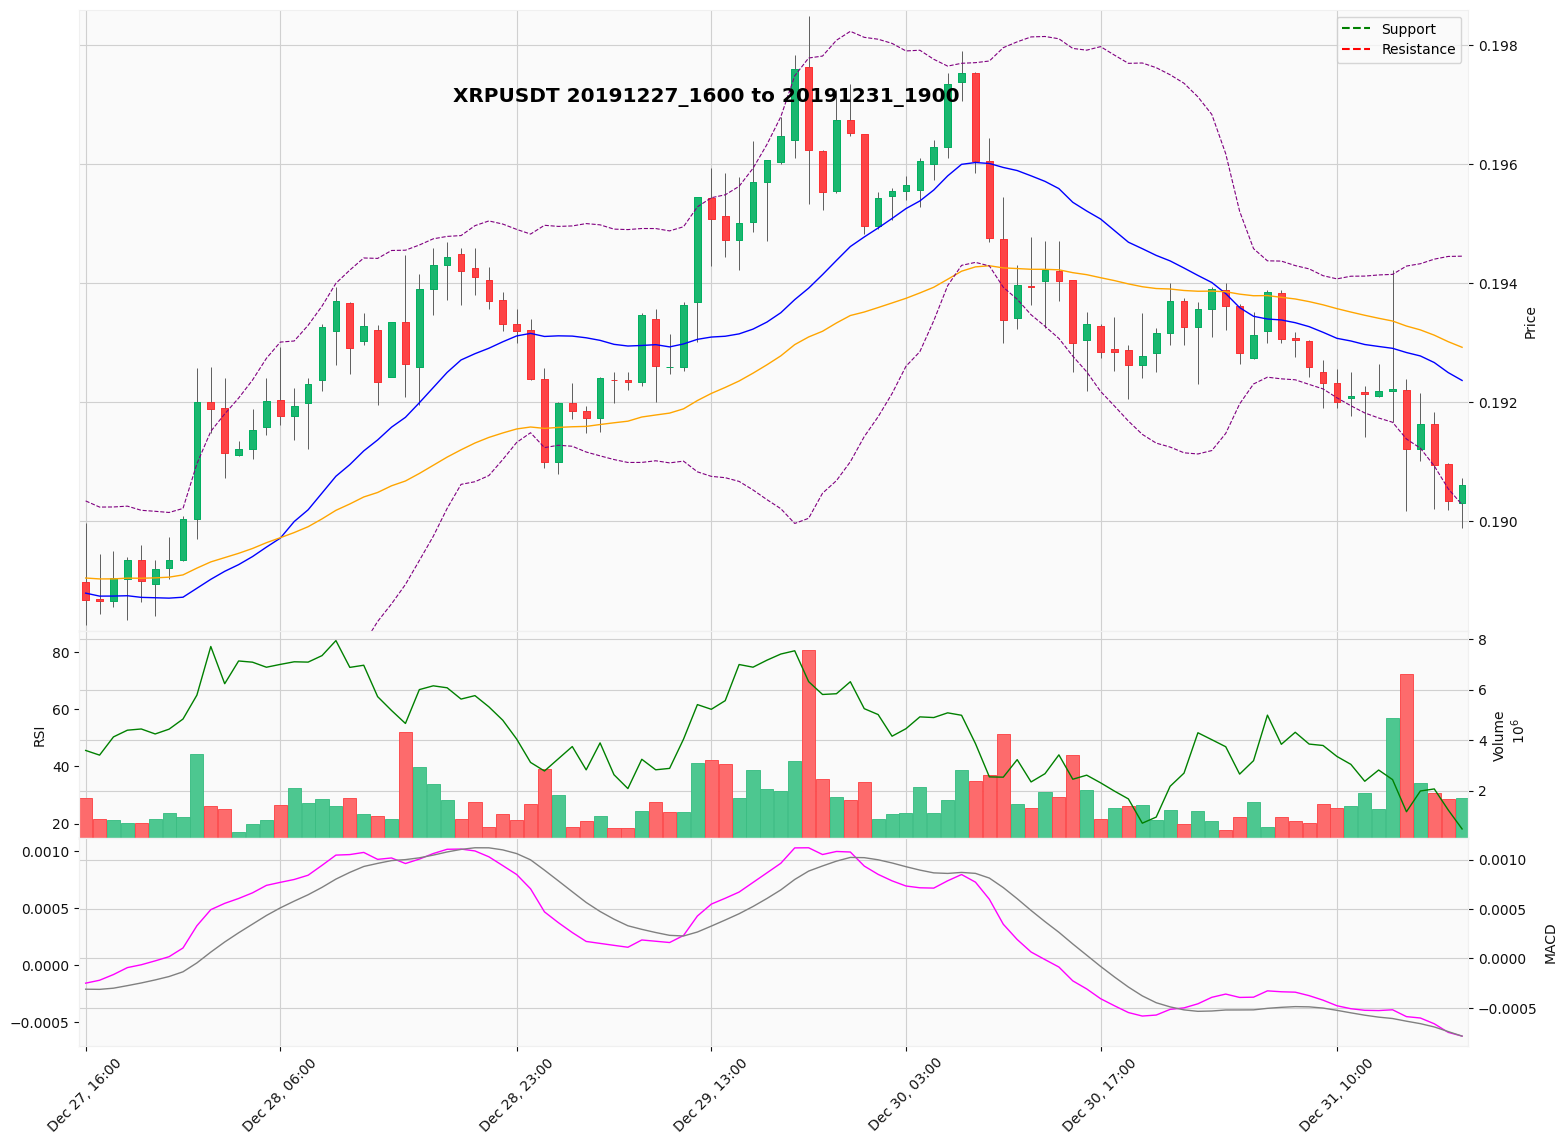 XRPUSDT 20191227_1600 to 20191231_1900
Support
Resistance
0.198
0.196
0.194
0.192
0.190
Price
80
60
40
20
RSI
8
6
4
2
Volume
10^6
0.0010
0.0005
0.0000
−0.0005
0.0010
0.0005
0.0000
−0.0005
MACD
Dec 27, 16:00
Dec 28, 06:00
Dec 28, 23:00
Dec 29, 13:00
Dec 30, 03:00
Dec 30, 17:00
Dec 31, 10:00